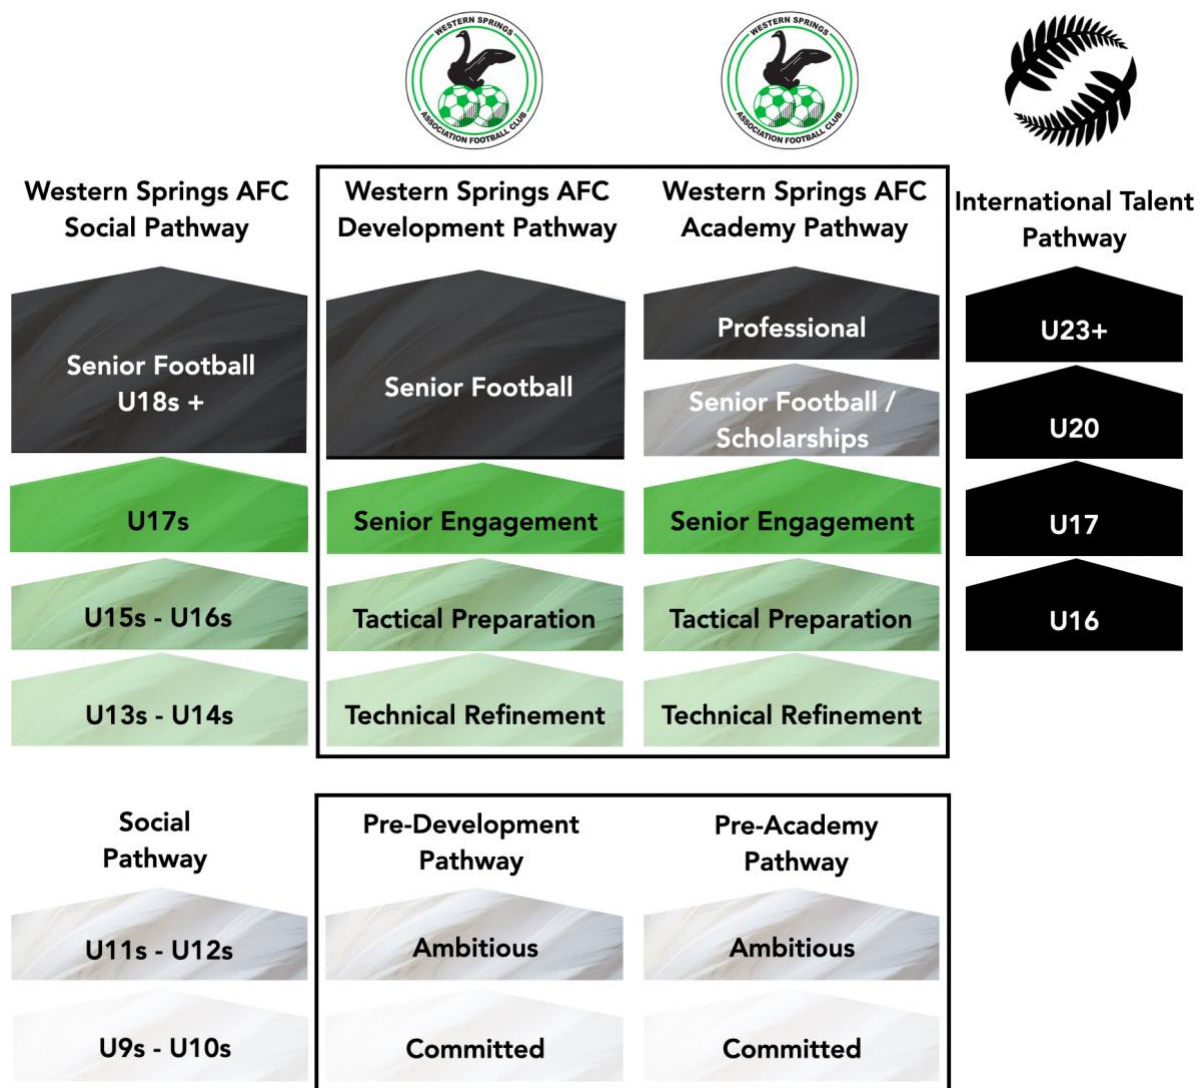 WESTERN SPRINGS
ASSOCIATION FOOTBALL CLUB
WESTERN SPRINGS
ASSOCIATION FOOTBALL CLUB
Western Springs AFC
Social Pathway
Senior Football
U18s +
U17s
U15s - U16s
U13s - U14s
Western Springs AFC
Development Pathway
Senior Football
Senior Engagement
Tactical Preparation
Technical Refinement
Western Springs AFC
Academy Pathway
Professional
Senior Football /
Scholarships
Senior Engagement
Tactical Preparation
Technical Refinement
International Talent
Pathway
U23+
U20
U17
U16
Social
Pathway
U11s - U12s
U9s - U10s
Pre-Development
Pathway
Ambitious
Committed
Pre-Academy
Pathway
Ambitious
Committed